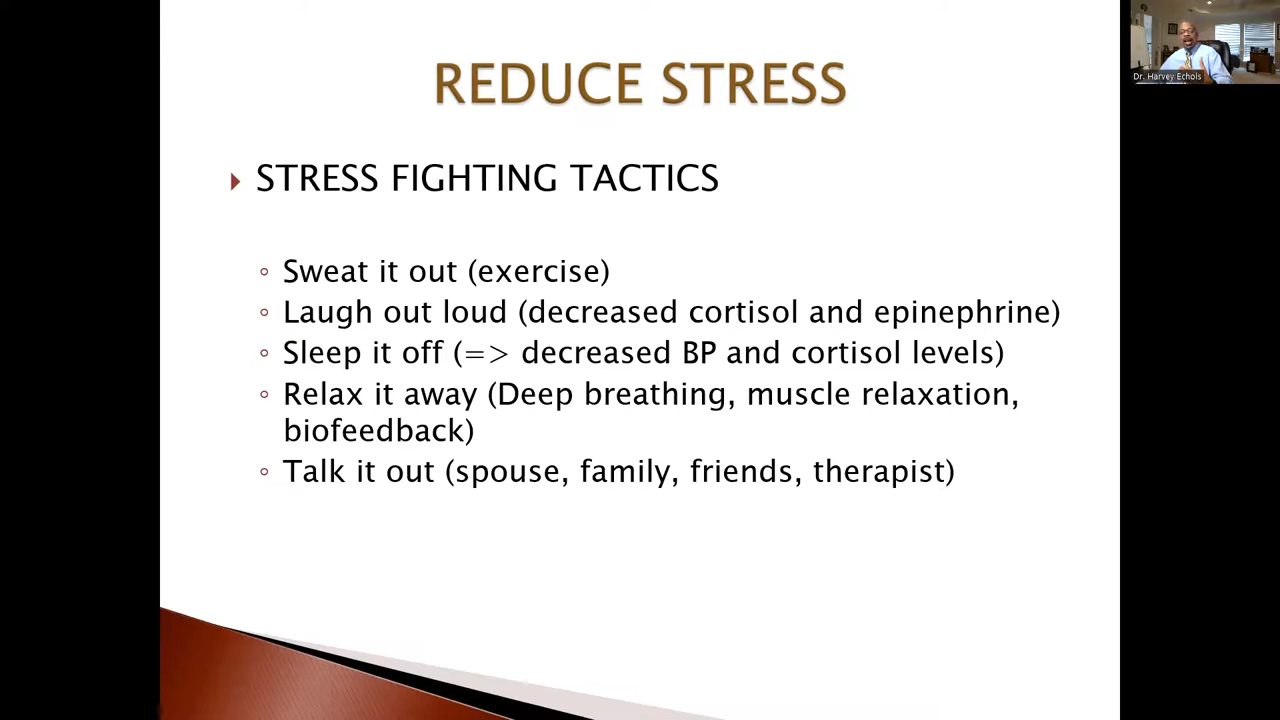 REDUCE STRESS
STRESS FIGHTING TACTICS
Sweat it out (exercise)
Laugh out loud (decreased cortisol and epinephrine)
Sleep it off (=> decreased BP and cortisol levels)
Relax it away (Deep breathing, muscle relaxation,
biofeedback)
Talk it out (spouse, family, friends, therapist)
Dr. Harvey Echols